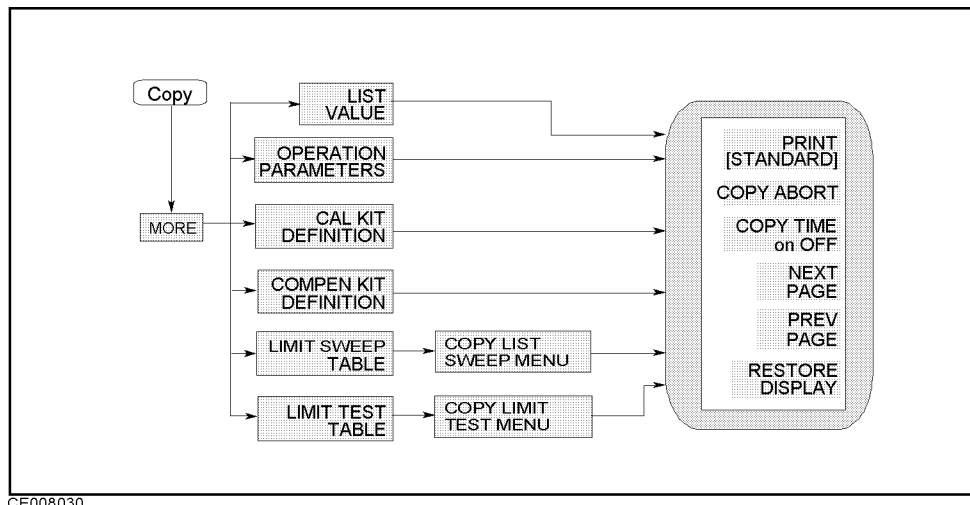 Copy
MORE
LIST
VALUE
OPERATION
PARAMETERS
CAL KIT
DEFINITION
COMPEN KIT
DEFINITION
LIMIT SWEEP
TABLE
COPY LIST
SWEEP MENU
LIMIT TEST
TABLE
COPY LIMIT
TEST MENU
PRINT
[STANDARD]
COPY ABORT
COPY TIME
on OFF
NEXT
PAGE
PREV
PAGE
RESTORE
DISPLAY
CE008030